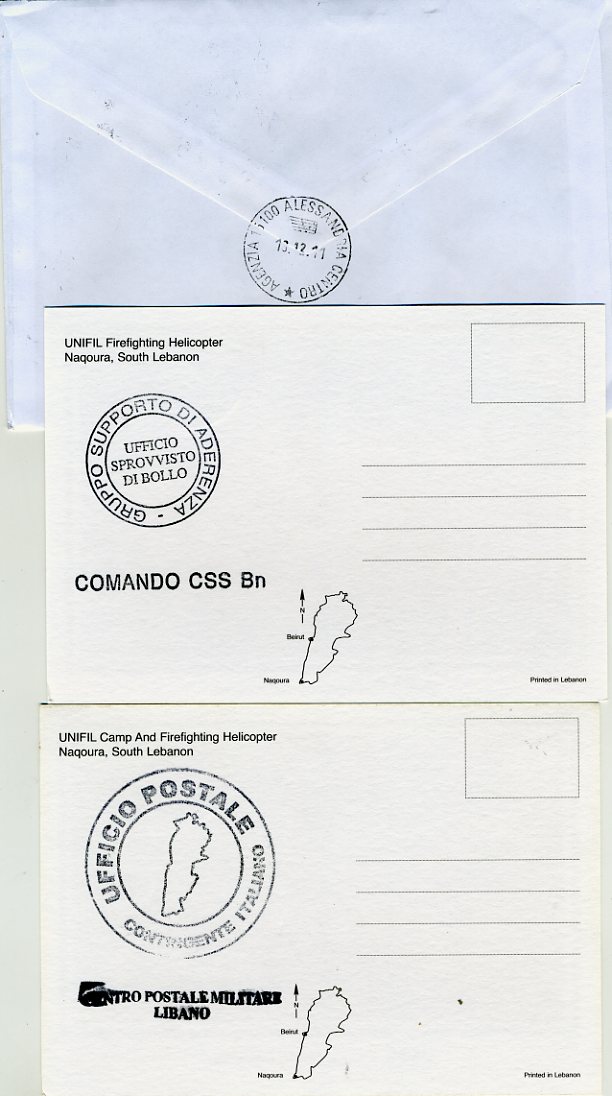 AGENZIA 15100 ALESSANDRIA CENTRO
13.12.11
UNIFIL Firefighting Helicopter
Naqoura, South Lebanon
GRUPPO SUPPORTO DI ADERENZA -
UFFICIO
SPROVVISTO
DI BOLLO
COMANDO CSS Bn
N
Beirut
Naqoura
Printed in Lebanon
UNIFIL Camp And Firefighting Helicopter
Naqoura, South Lebanon
UFFICIO POSTALE
CONTINGENTE ITALIANO
CENTRO POSTALE MILITARE
LIBANO
N
Beirut
Naqoura
Printed in Lebanon